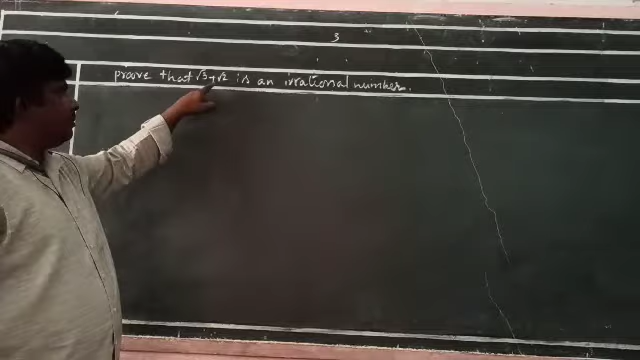 3
prove that √3+√2 is an irrational number.